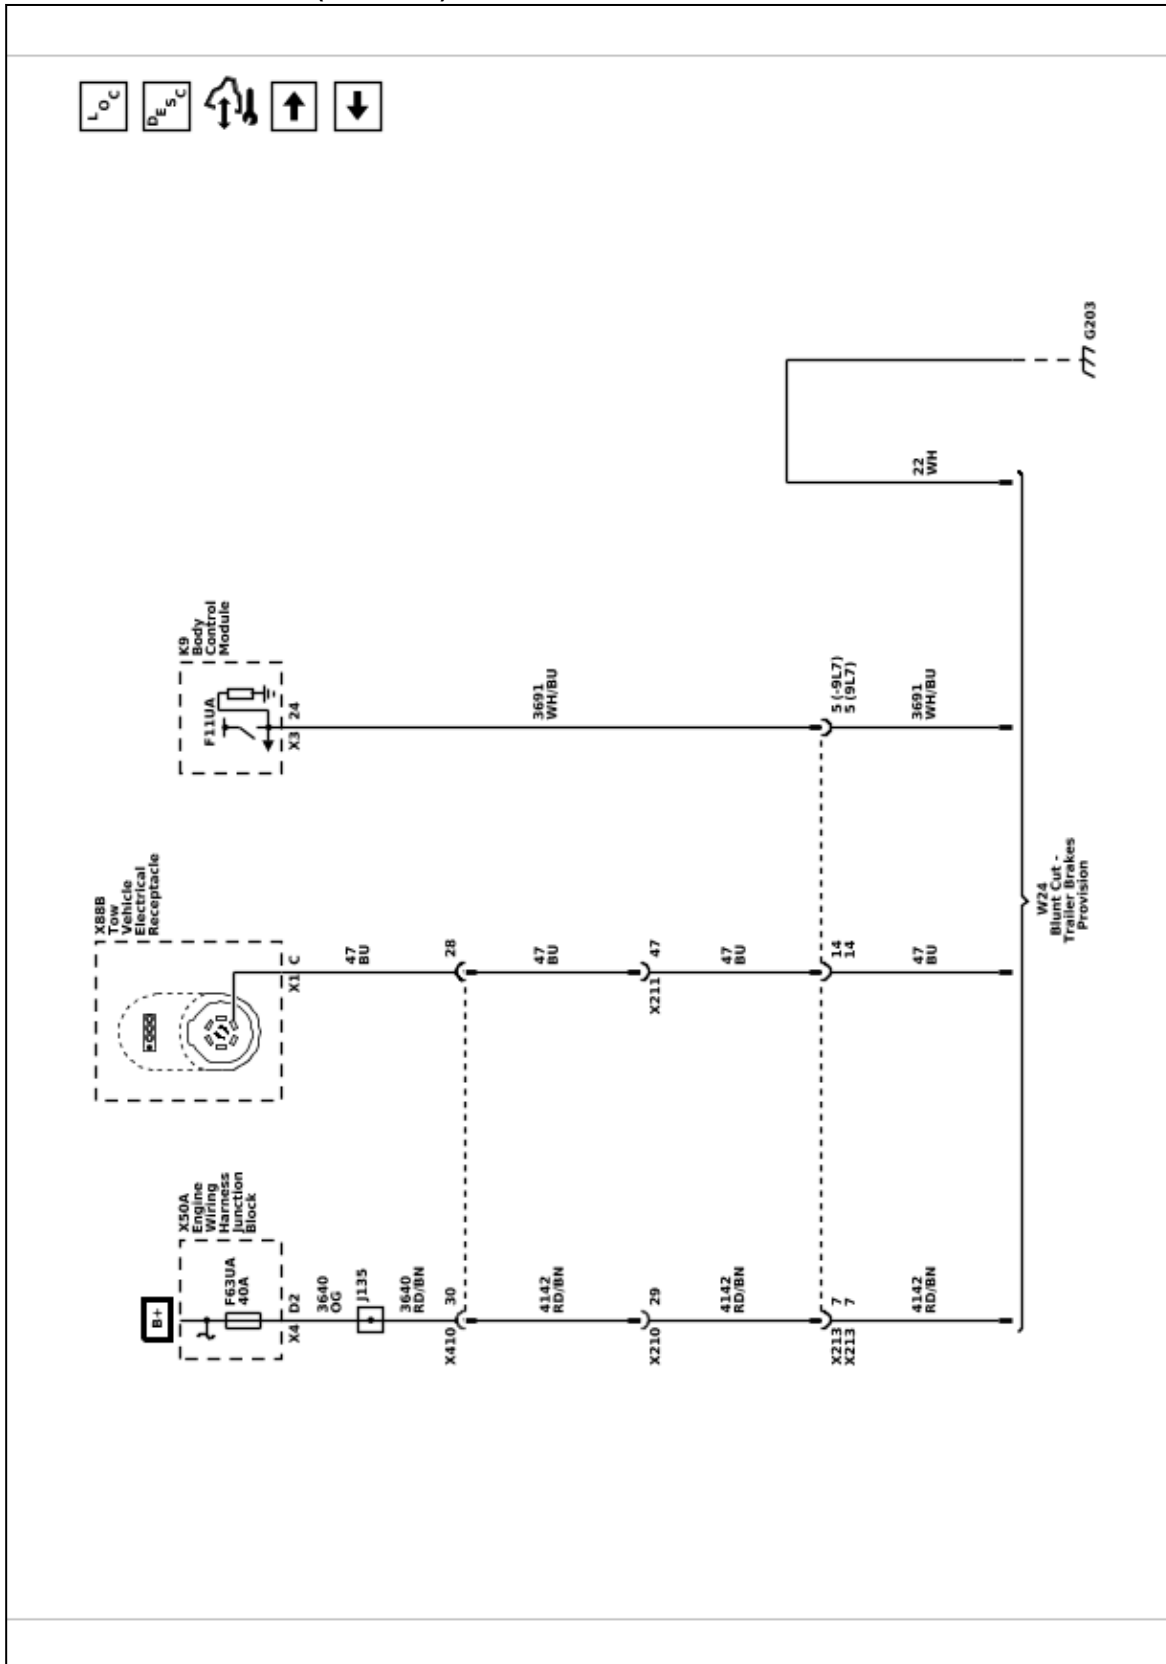 LOC
DESC
B+
X50A
Engine
Wiring
Harness
Junction
Block
F63UA
40A
X4 D2
3640
OG
J135
3640
RD/BN
X410 30
4142
RD/BN
X210 29
4142
RD/BN
X213 7
X213 7
4142
RD/BN
X88B
Tow
Vehicle
Electrical
Receptacle
X1 C
47
BU
28
47
BU
X211 47
47
BU
14
14
47
BU
K9
Body
Control
Module
F11UA
X3 24
3691
WH/BU
5 (-9L7)
5 (9L7)
3691
WH/BU
22
WH
G203
W24
Blunt Cut -
Trailer Brakes
Provision